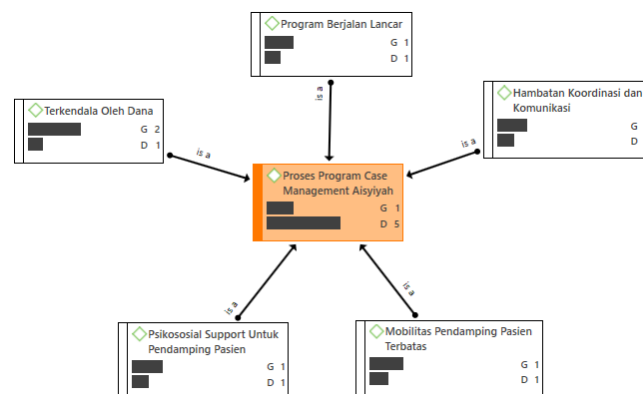 Program Berjalan Lancar
G 1
D 1
is a
Terkendala Oleh Dana
G 2
D 1
is a
Hambatan Koordinasi dan
Komunikasi
G
D
is a
Proses Program Case
Management Aisyiyah
G 1
D 5
is a
Psikososial Support Untuk
Pendamping Pasien
G 1
D 1
is a
Mobilitas Pendamping Pasien
Terbatas
G 1
D 1